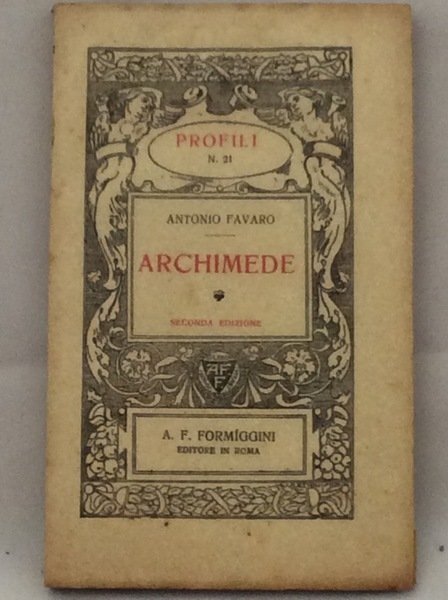 PROFILI
N. 21
ANTONIO FAVARO
ARCHIMEDE
SECONDA EDIZIONE
AFF
A. F. FORMÍGGINI
EDITORE IN ROMA